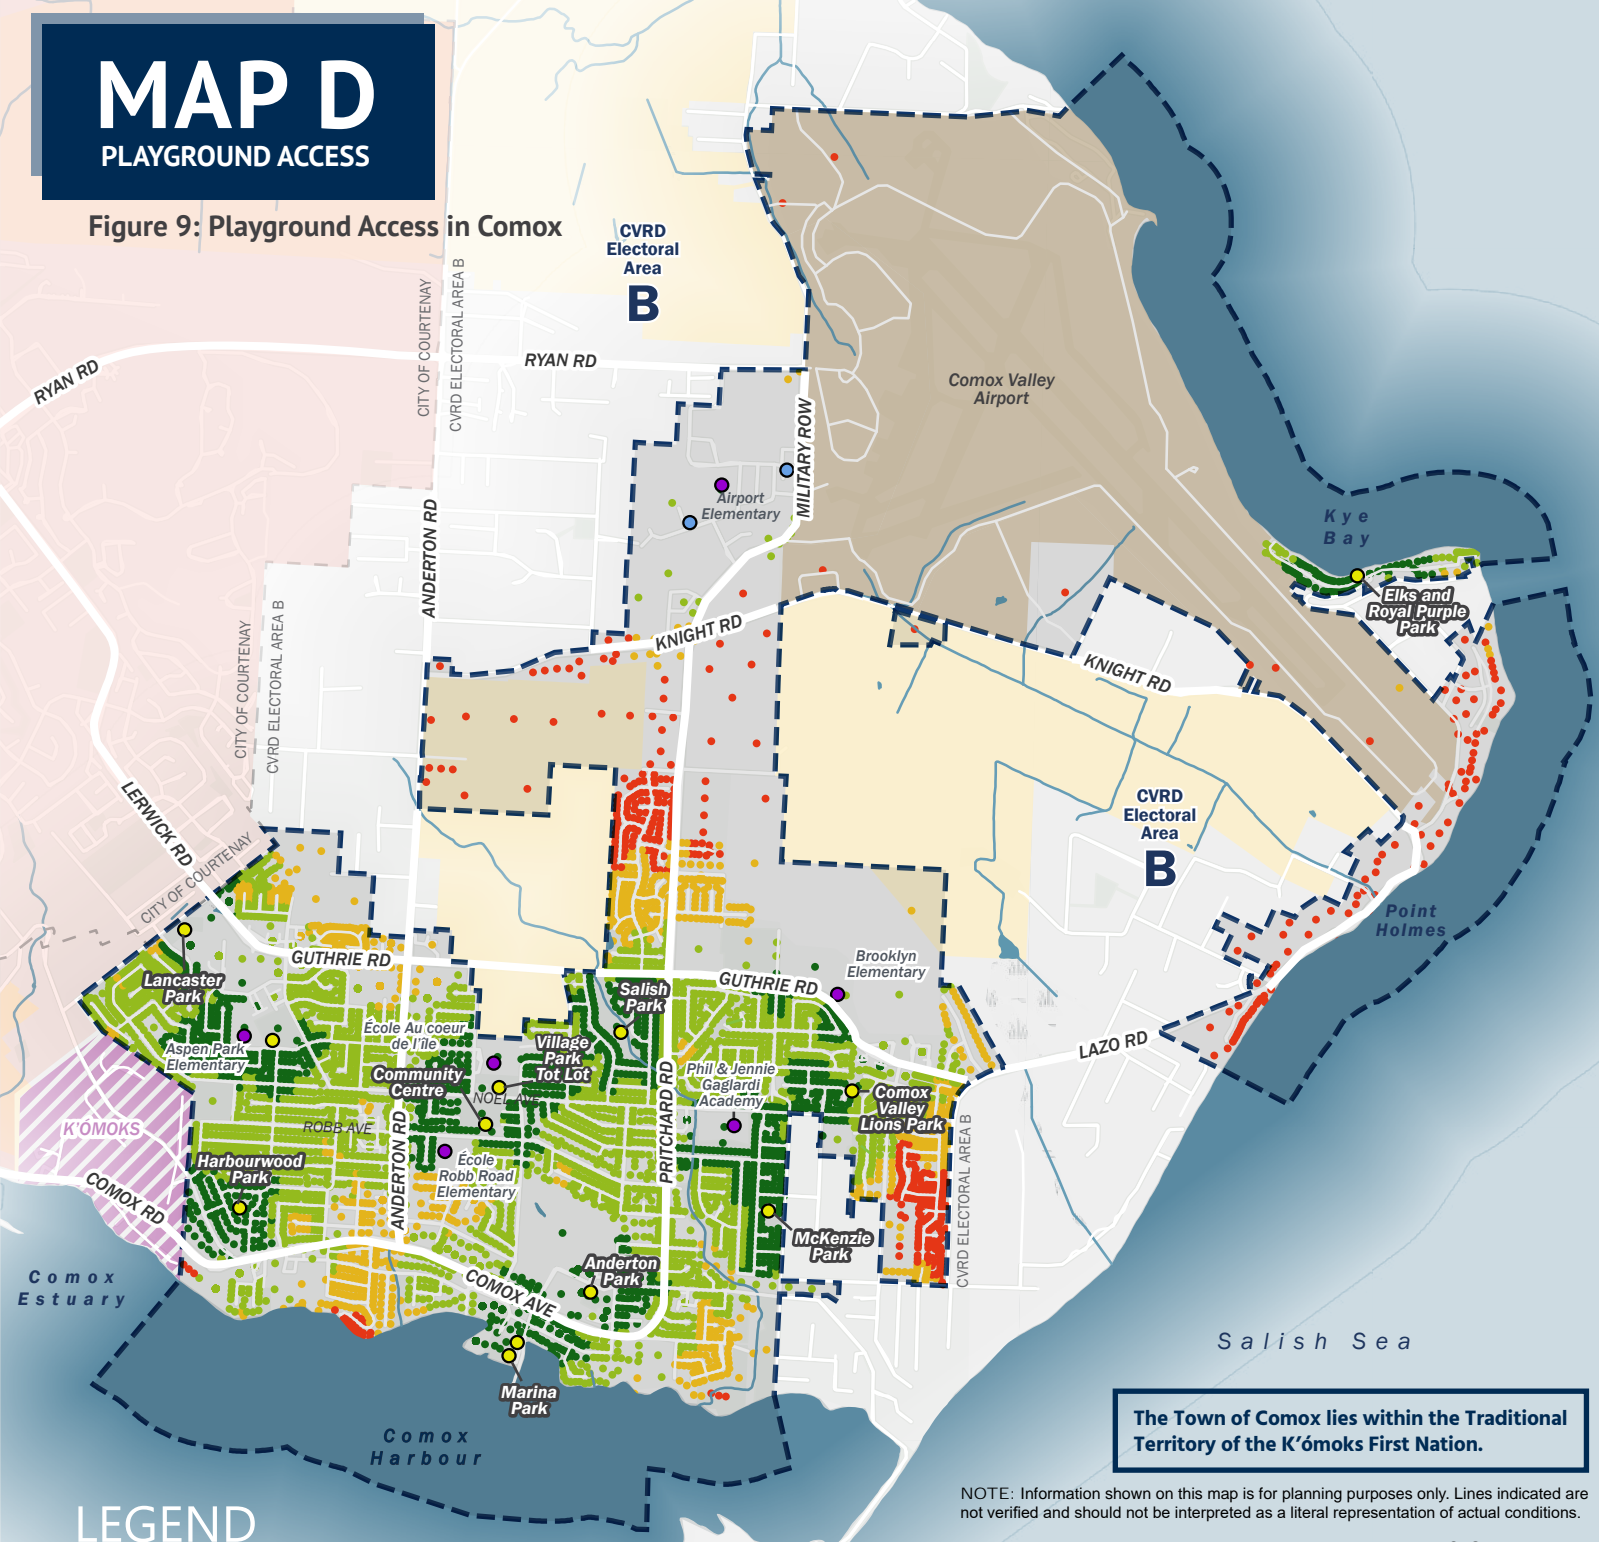 MAP D
PLAYGROUND ACCESS
Figure 9: Playground Access in Comox
CVRD
Electoral
Area
B
CITY OF COURTENAY
CVRD ELECTORAL AREA B
RYAN RD
RYAN RD
Comox Valley
Airport
MILITARY ROW
Airport
Elementary
ANDERTON RD
Kye
Bay
Elks and
Royal Purple
Park
CITY OF COURTENAY
CVRD ELECTORAL AREA B
KNIGHT RD
KNIGHT RD
LERWICK RD
CITY OF COURTENAY
CVRD
Electoral
Area
B
Point
Holmes
GUTHRIE RD
Lancaster
Park
Salish
Park
GUTHRIE RD
Brooklyn
Elementary
École Au coeur
de l'île
Aspen Park
Elementary
Village
Park
Tot Lot
Community
Centre
NOEL AVE
Phil & Jennie
Gaglardi
Academy
LAZO RD
Comox
Valley
Lions Park
K'ÓMOKS
ROBB AVE
ANDERTON RD
PRITCHARD RD
Harbourwood
Park
École
Robb Road
Elementary
COMOX RD
CVRD ELECTORAL AREA B
McKenzie
Park
Anderton
Park
COMOX AVE
Comox
Estuary
Marina
Park
Comox
Harbour
Salish Sea
The Town of Comox lies within the Traditional
Territory of the K'ómoks First Nation.
NOTE: Information shown on this map is for planning purposes only. Lines indicated are
not verified and should not be interpreted as a literal representation of actual conditions.
LEGEND